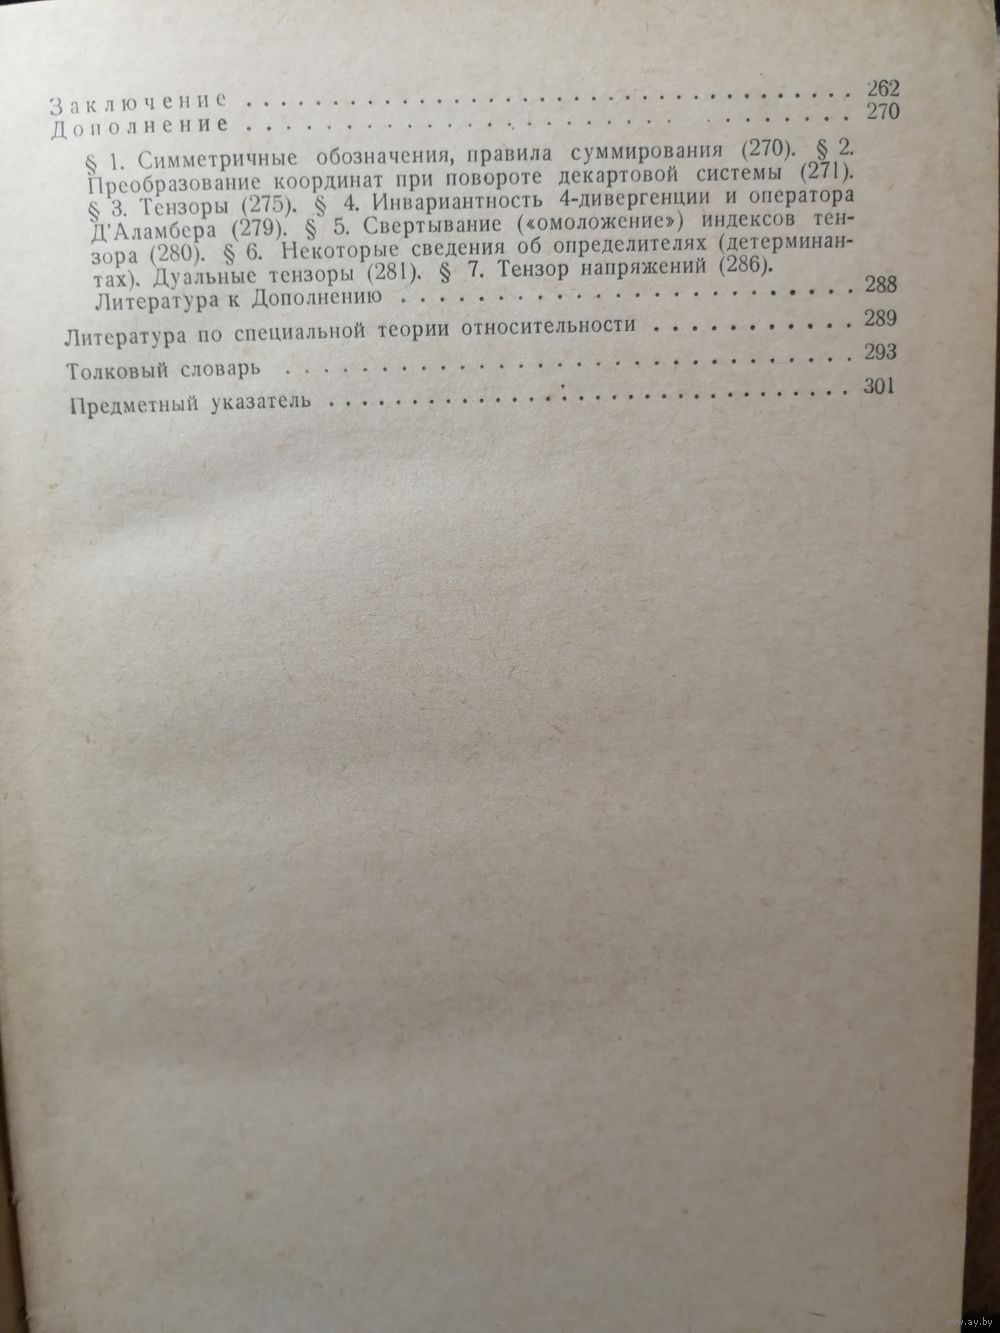 Заключение . . . . . . . . . . . . . . . . . . . . . . . . . . . . . . . . . . . 262
Дополнение . . . . . . . . . . . . . . . . . . . . . . . . . . . . . . . . . . . 270
§ 1. Симметричные обозначения, правила суммирования (270). § 2.
Преобразование координат при повороте декартовой системы (271).
§ 3. Тензоры (275). § 4. Инвариантность 4-дивергенции и оператора
Д'Аламбера (279). § 5. Свертывание («омоложение») индексов тен-
зора (280). § 6. Некоторые сведения об определителях (детерминан-
тах). Дуальные тензоры (281). § 7. Тензор напряжений (286).
Литература к Дополнению . . . . . . . . . . . . . . . . . . . . . . . . 288
Литература по специальной теории относительности . . . . . . . . . . . 289
Толковый словарь . . . . . . . . . . . . . . . . . . . . . . . . . . . . . . 293
Предметный указатель . . . . . . . . . . . . . . . . . . . . . . . . . . . . 301
www.ay.by